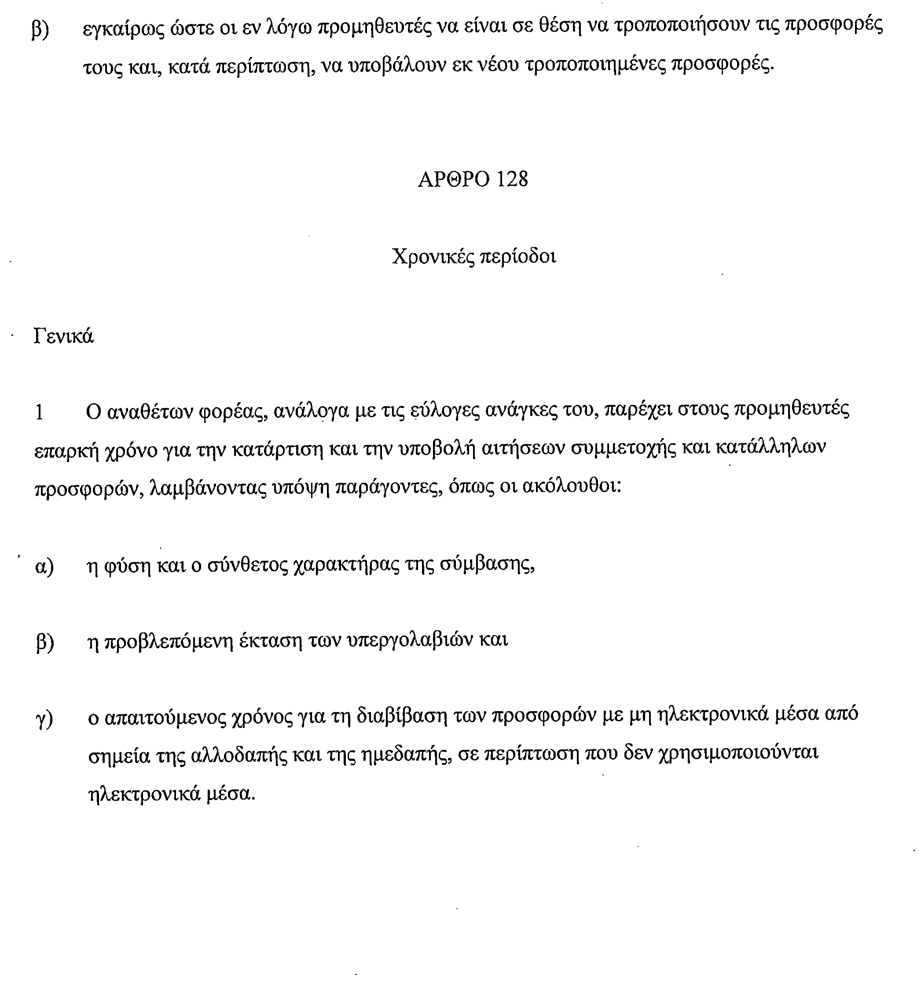 β) εγκαίρως ώστε οι εν λόγω προμηθευτές να είναι σε θέση να τροποποιήσουν τις προσφορές
τους και, κατά περίπτωση, να υποβάλουν εκ νέου τροποποιημένες προσφορές.
ΑΡΘΡΟ 128
Χρονικές περίοδοι
Γενικά
1 Ο αναθέτων φορέας, ανάλογα με τις εύλογες ανάγκες του, παρέχει στους προμηθευτές
επαρκή χρόνο για την κατάρτιση και την υποβολή αιτήσεων συμμετοχής και κατάλληλων
προσφορών, λαμβάνοντας υπόψη παράγοντες, όπως οι ακόλουθοι:
α) η φύση και ο σύνθετος χαρακτήρας της σύμβασης,
β) η προβλεπόμενη έκταση των υπεργολαβιών και
γ) ο απαιτούμενος χρόνος για τη διαβίβαση των προσφορών με μη ηλεκτρονικά μέσα από
σημεία της αλλοδαπής και της ημεδαπής, σε περίπτωση που δεν χρησιμοποιούνται
ηλεκτρονικά μέσα.